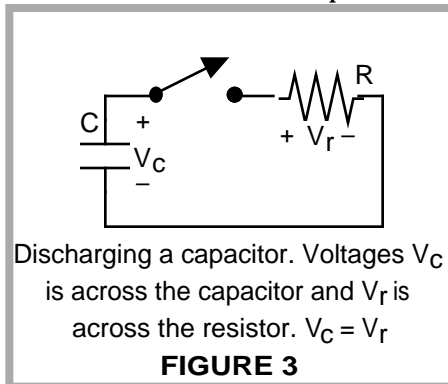 R
C
+
+ Vr –
Vc
–
Discharging a capacitor. Voltages Vc
is across the capacitor and Vr is
across the resistor. Vc = Vr
FIGURE 3